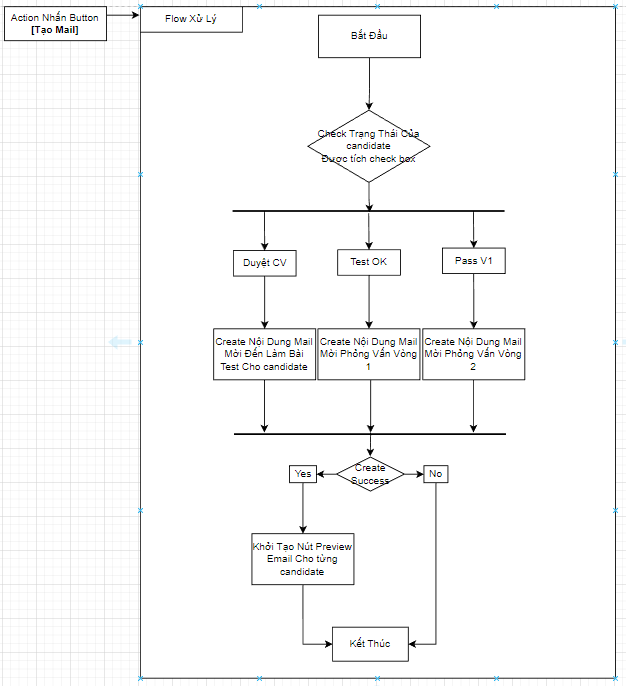 Action Nhấn Button
[Tạo Mail]
Flow Xử Lý
Bắt Đầu
Check Trạng Thái Của
candidate
Được tích check box
Duyệt CV
Test OK
Pass V1
Create Nội Dung Mail
Mời Đến Làm Bài
Test Cho candidate
Create Nội Dung Mail
Mời Phỏng Vấn Vòng
1
Create Nội Dung Mail
Mời Phỏng Vấn Vòng
2
Create
Success
Yes
No
Khởi Tạo Nút Preview
Email Cho từng
candidate
Kết Thúc